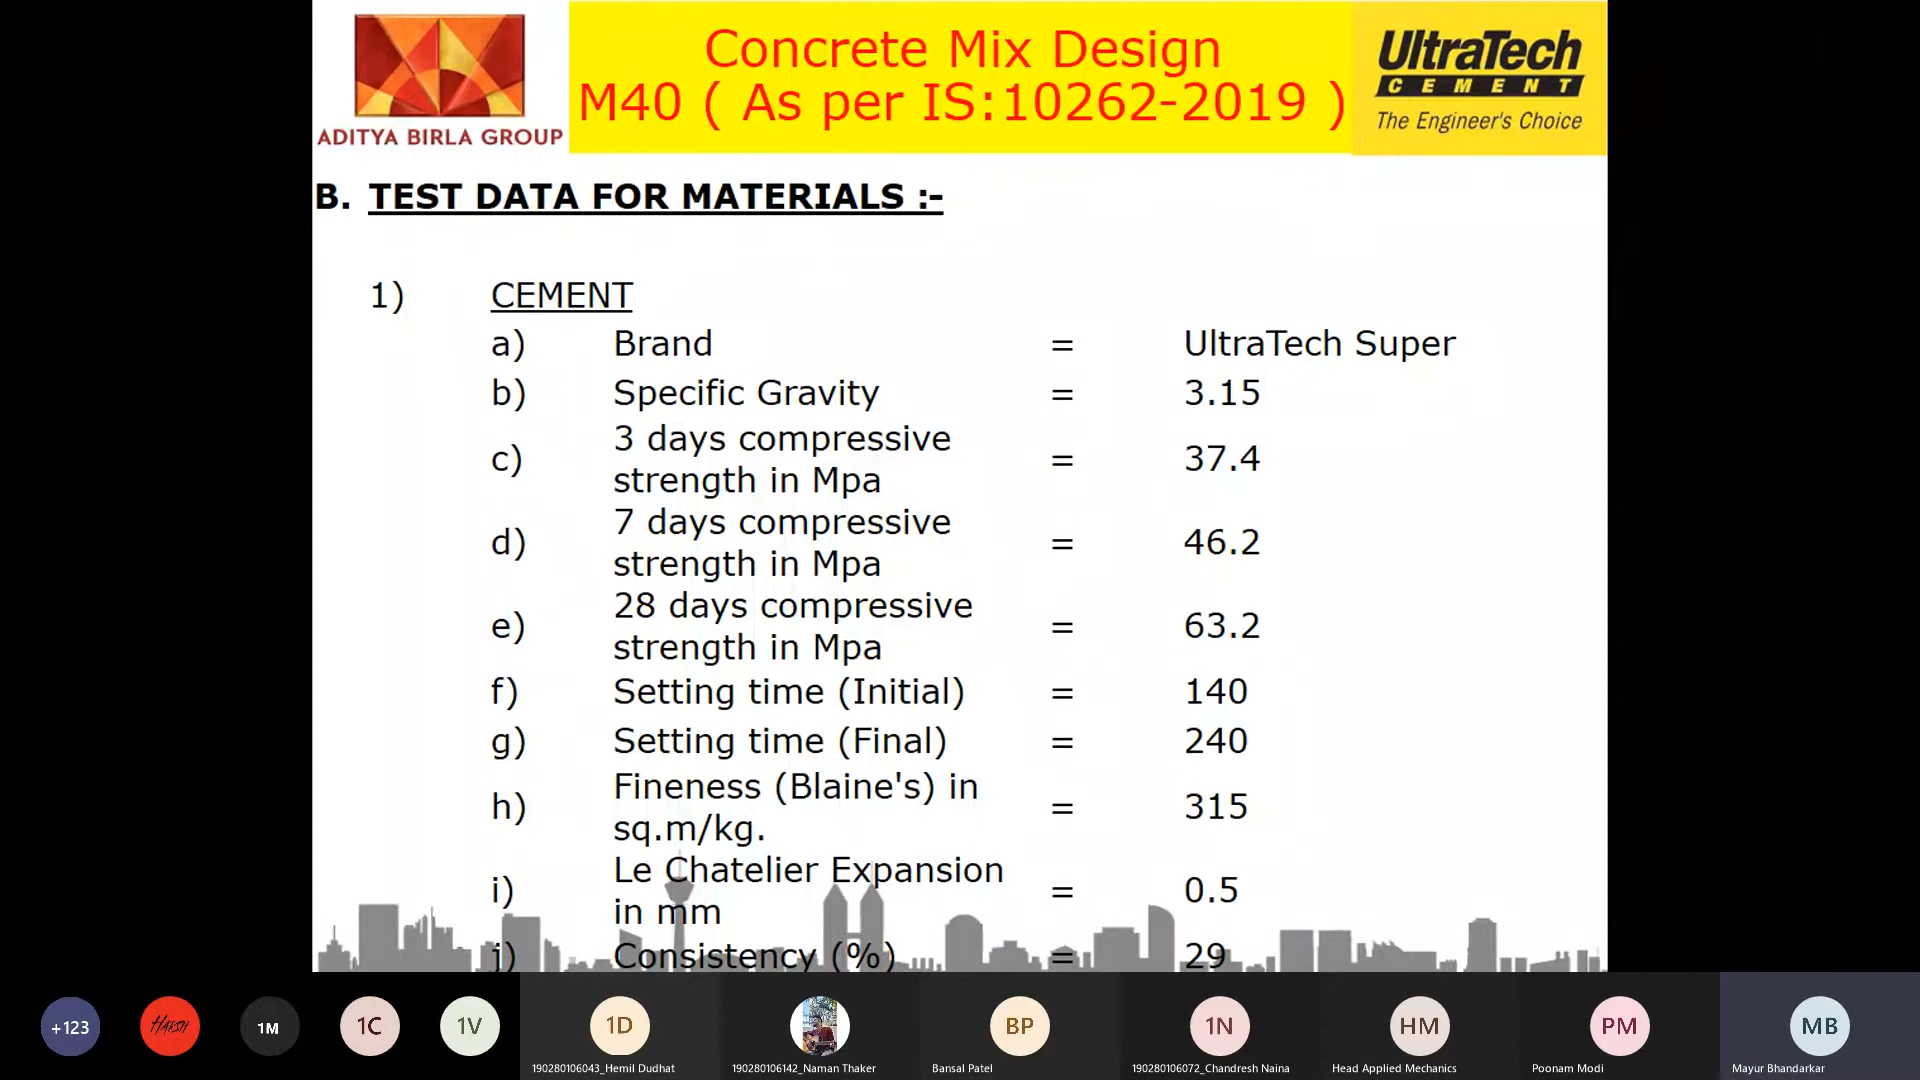 ADITYA BIRLA GROUP
Concrete Mix Design
M40 ( As per IS:10262-2019 )
UltraTech
CEMENT
The Engineer's Choice
B. TEST DATA FOR MATERIALS :-
1) CEMENT
a) Brand = UltraTech Super
b) Specific Gravity = 3.15
c) 3 days compressive
strength in Mpa = 37.4
d) 7 days compressive
strength in Mpa = 46.2
e) 28 days compressive
strength in Mpa = 63.2
f) Setting time (Initial) = 140
g) Setting time (Final) = 240
h) Fineness (Blaine's) in
sq.m/kg. = 315
i) Le Chatelier Expansion
in mm = 0.5
j) Consistency (%) = 29
+123
HARSH
1M
1C
1V
1D
BP
1N
HM
PM
MB
190280106043_Hemil Dudhat
190280106142_Naman Thaker
Bansal Patel
190280106072_Chandresh Naina
Head Applied Mechanics
Poonam Modi
Mayur Bhandarkar